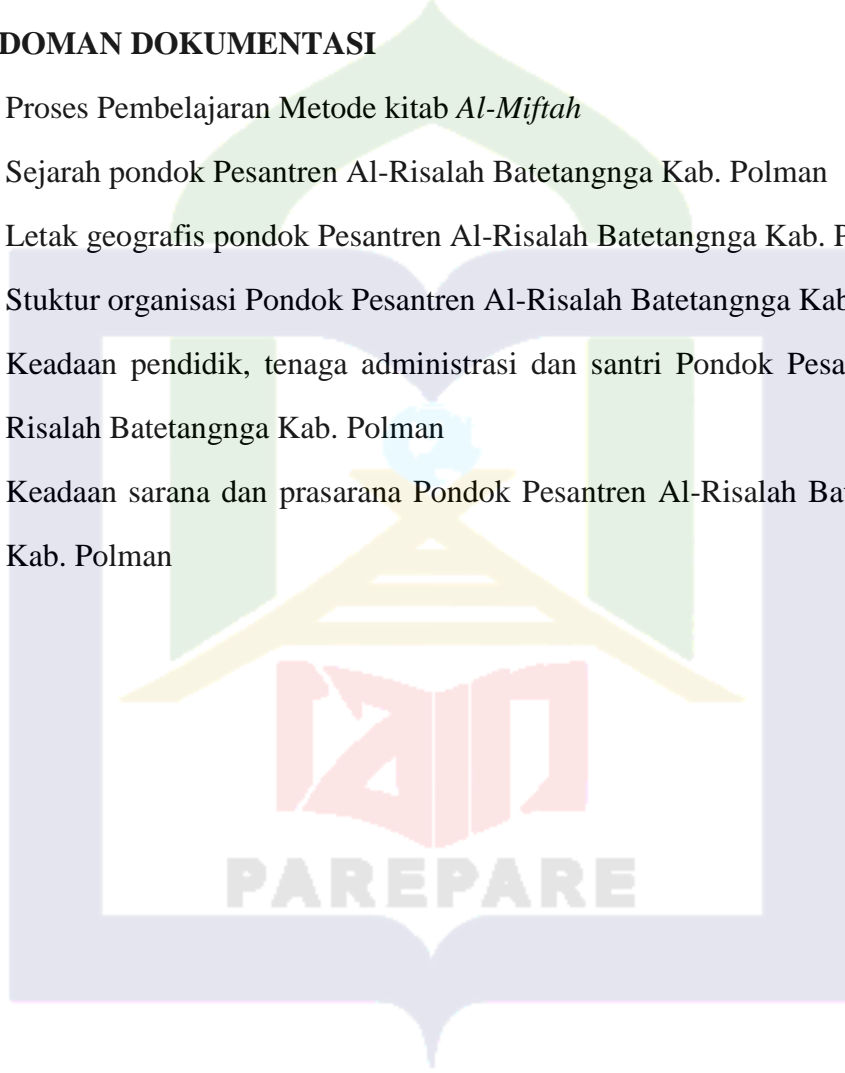 DOMAN DOKUMENTASI
Proses Pembelajaran Metode kitab Al-Miftah
Sejarah pondok Pesantren Al-Risalah Batetangnga Kab. Polman
Letak geografis pondok Pesantren Al-Risalah Batetangnga Kab. P
Stuktur organisasi Pondok Pesantren Al-Risalah Batetangnga Kab
Keadaan pendidik, tenaga administrasi dan santri Pondok Pesa
Risalah Batetangnga Kab. Polman
Keadaan sarana dan prasarana Pondok Pesantren Al-Risalah Ba
Kab. Polman
iain
PAREPARE